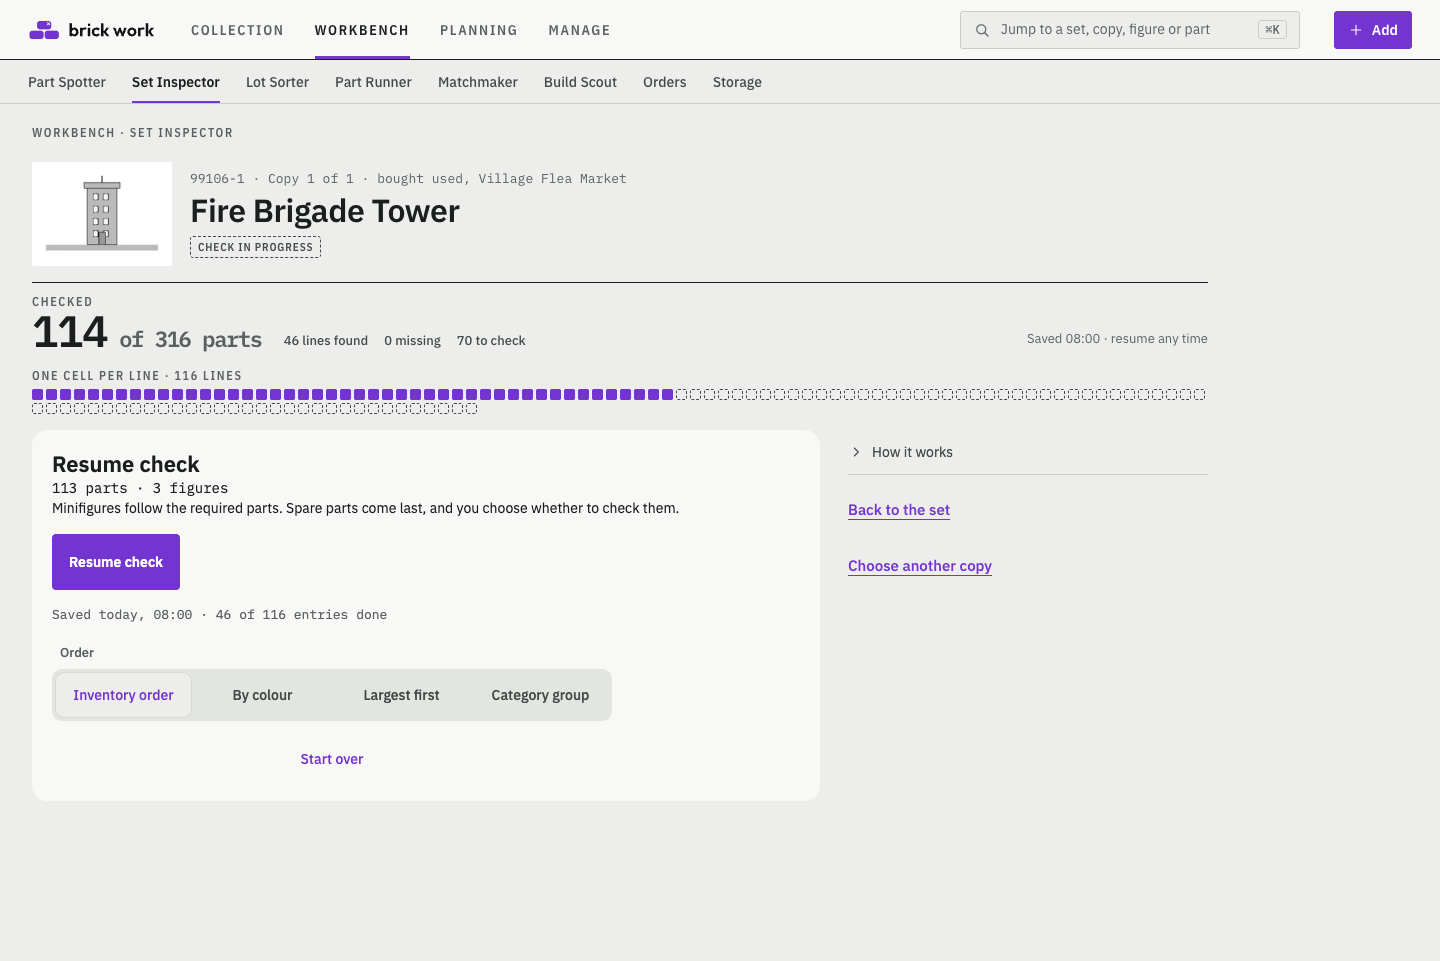 brick work
COLLECTION
WORKBENCH
PLANNING
MANAGE
Jump to a set, copy, figure or part
⌘K
Add
Part Spotter
Set Inspector
Lot Sorter
Part Runner
Matchmaker
Build Scout
Orders
Storage
WORKBENCH · SET INSPECTOR
99106-1 · Copy 1 of 1 · bought used, Village Flea Market
Fire Brigade Tower
CHECK IN PROGRESS
CHECKED
114 of 316 parts
46 lines found
0 missing
70 to check
Saved 08:00 · resume any time
ONE CELL PER LINE · 116 LINES
Resume check
113 parts · 3 figures
Minifigures follow the required parts. Spare parts come last, and you choose whether to check them.
Resume check
Saved today, 08:00 · 46 of 116 entries done
Order
Inventory order
By colour
Largest first
Category group
Start over
How it works
Back to the set
Choose another copy